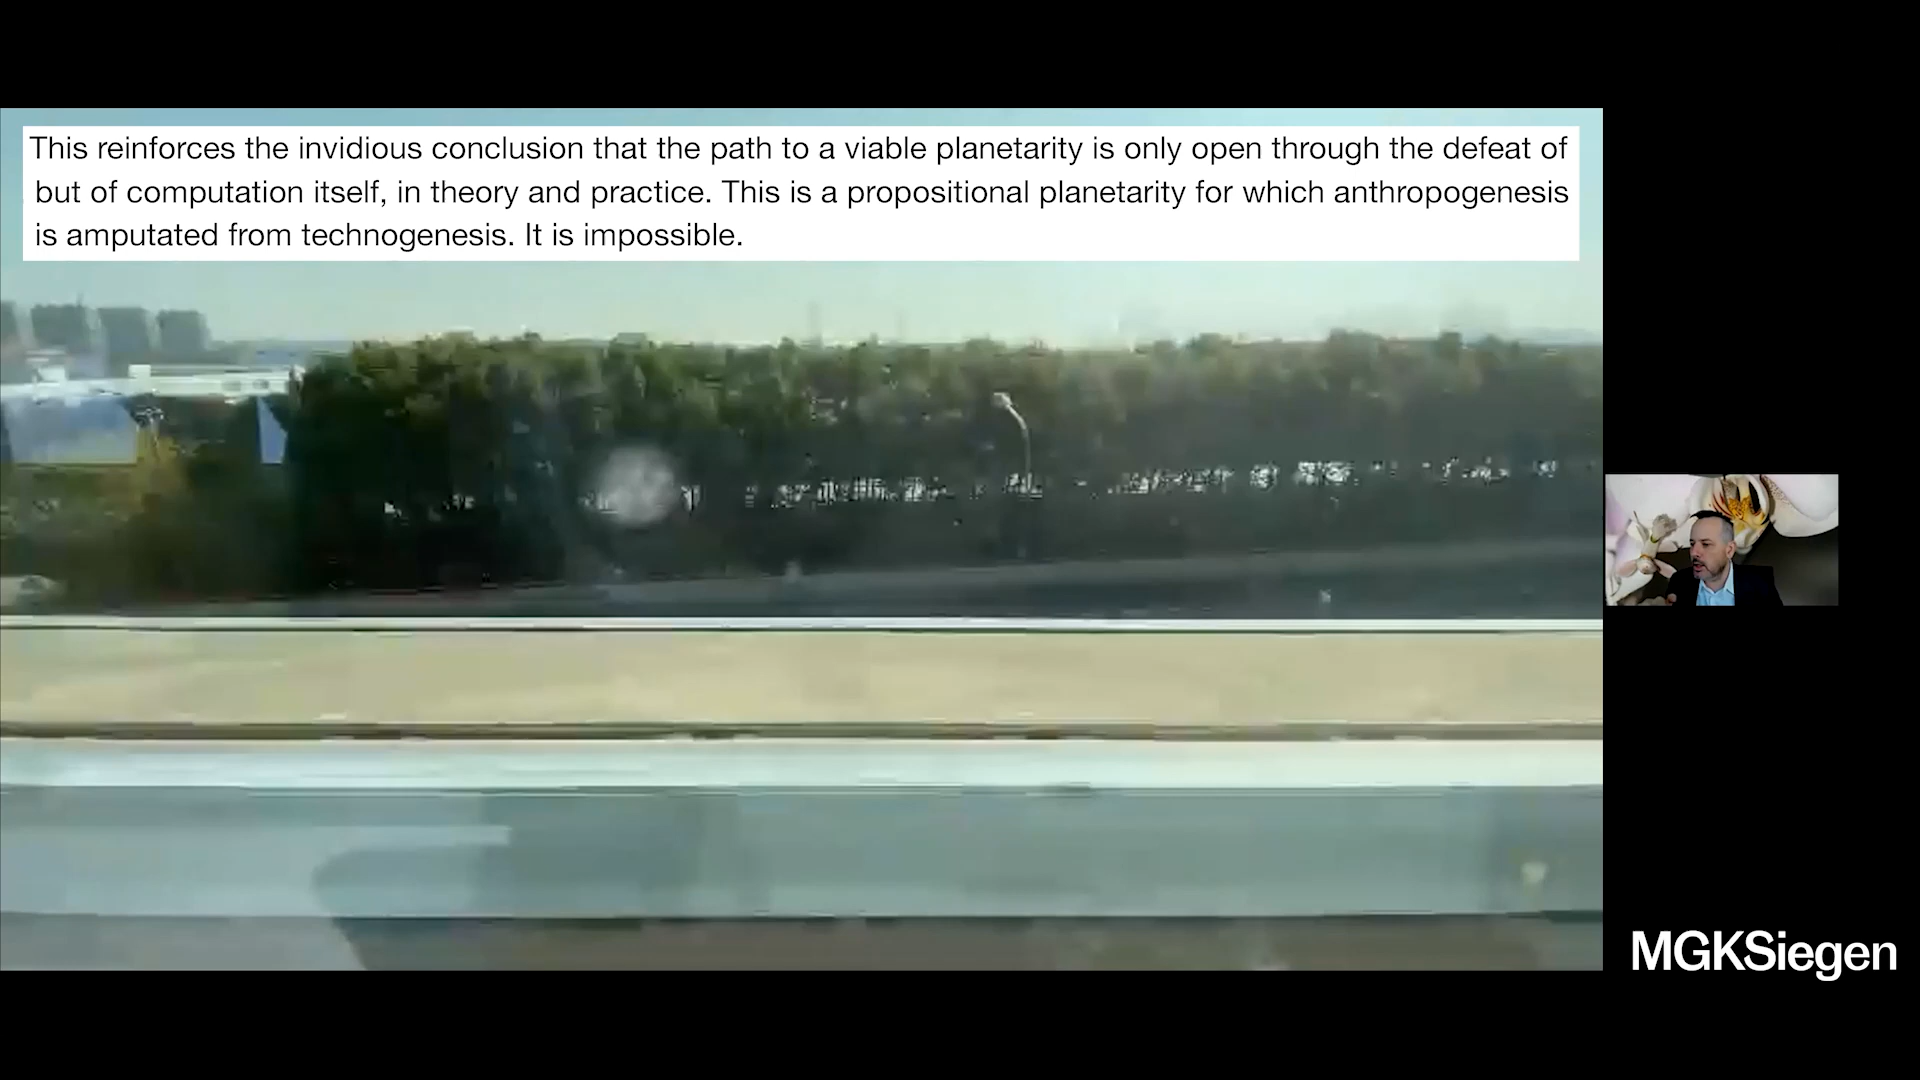 This reinforces the invidious conclusion that the path to a viable planetarity is only open through the defeat of
but of computation itself, in theory and practice. This is a propositional planetarity for which anthropogenesis
is amputated from technogenesis. It is impossible.
MGKSiegen